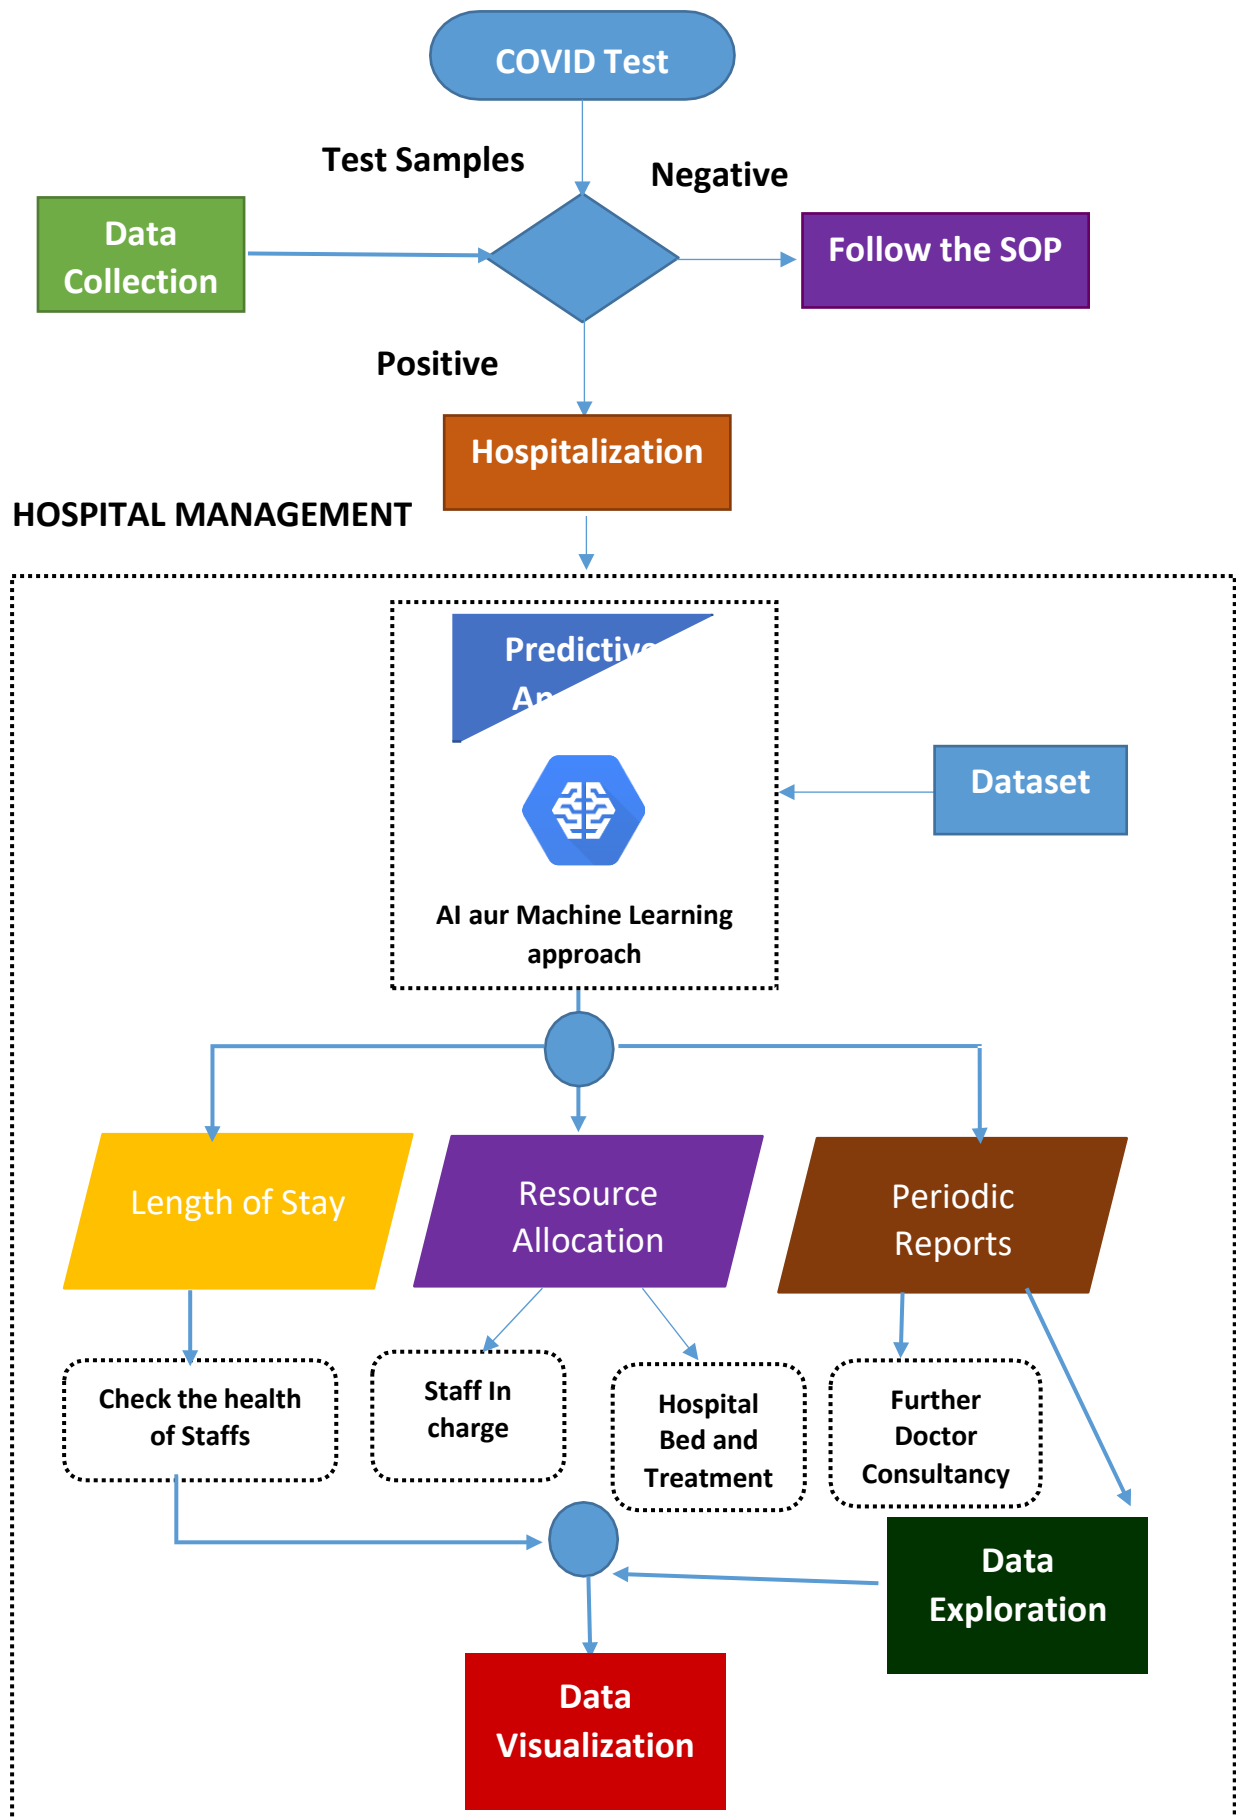 COVID Test
Test Samples
Negative
Data
Collection
Follow the SOP
Positive
Hospitalization
HOSPITAL MANAGEMENT
Predictive
Dataset
AI aur Machine Learning
approach
Length of Stay
Resource
Allocation
Periodic
Reports
Check the health
of Staffs
Staff In
charge
Hospital
Bed and
Treatment
Further
Doctor
Consultancy
Data
Exploration
Data
Visualization